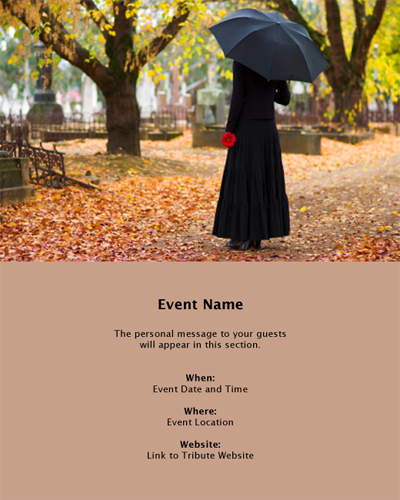 Event Name
The personal message to your guests
will appear in this section.
When:
Event Date and Time
Where:
Event Location
Website:
Link to Tribute Website